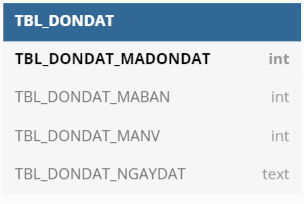 TBL_DONDAT
TBL_DONDAT_MADONDAT int
TBL_DONDAT_MABAN int
TBL_DONDAT_MANV int
TBL_DONDAT_NGAYDAT text